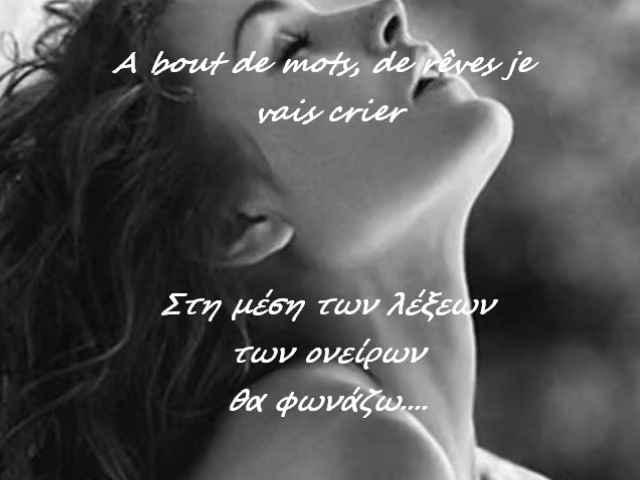 A bout de mots, de rêves je
vais crier
Στη μέση των λέξεων
των ονείρων
θα φωνάζω....